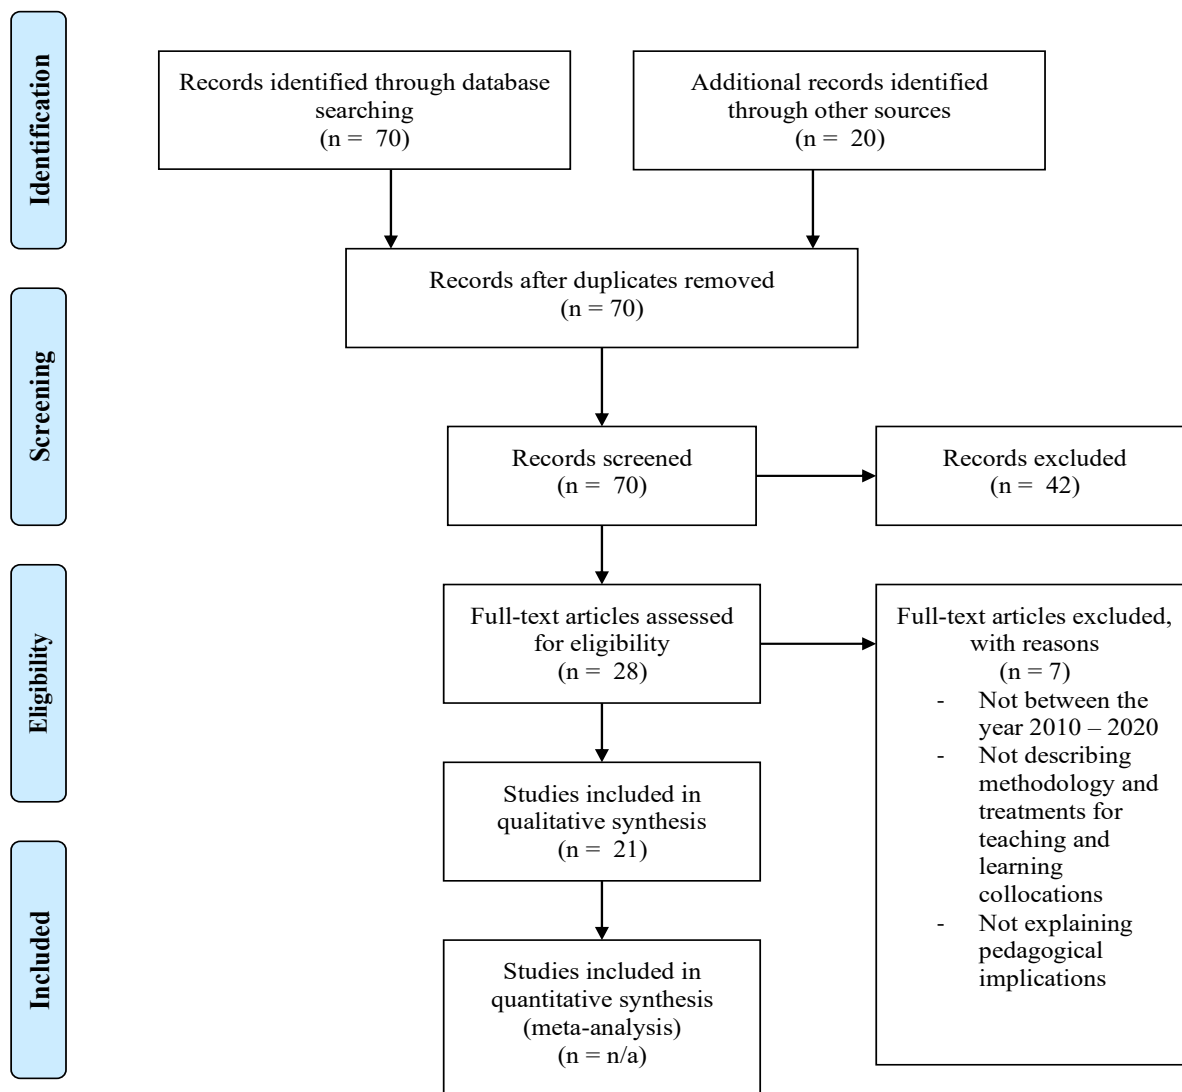 Identification
Records identified through database
searching
(n =  70)
Additional records identified
through other sources
(n =  20)
Records after duplicates removed
(n = 70)
Screening
Records screened
(n =  70)
Records excluded
(n =  42)
Eligibility
Full-text articles assessed
for eligibility
(n =  28)
Full-text articles excluded,
with reasons
(n = 7)
- Not between the
year 2010 – 2020
- Not describing
methodology and
treatments for
teaching and
learning
collocations
- Not explaining
pedagogical
implications
Studies included in
qualitative synthesis
(n =  21)
Included
Studies included in
quantitative synthesis
(meta-analysis)
(n = n/a)